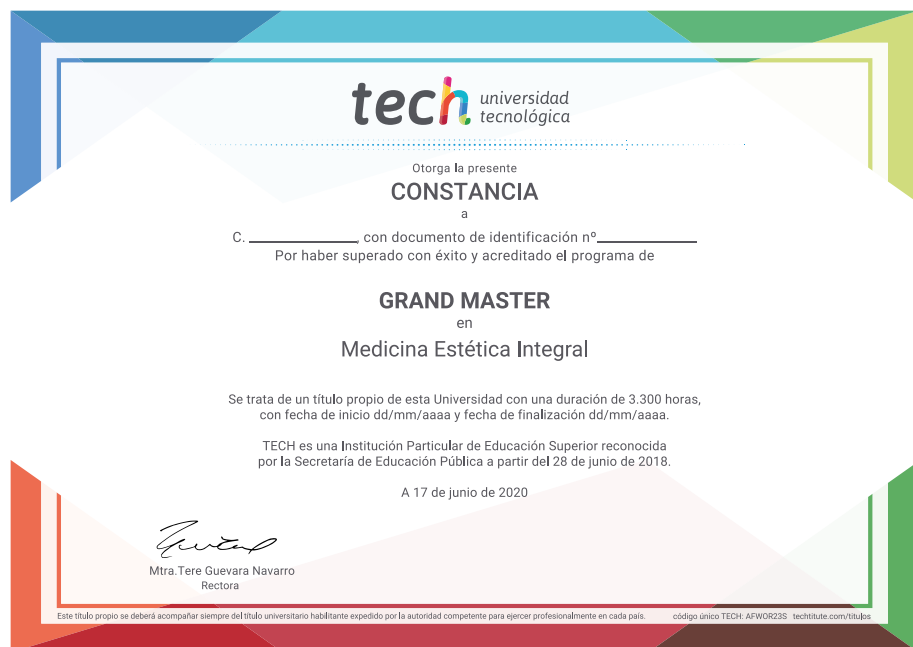 tech universidad
tecnológica
Otorga la presente
CONSTANCIA
a
C. ____________, con documento de identificación nº____________
Por haber superado con éxito y acreditado el programa de
GRAND MASTER
en
Medicina Estética Integral
Se trata de un título propio de esta Universidad con una duración de 3.300 horas,
con fecha de inicio dd/mm/aaaa y fecha de finalización dd/mm/aaaa.
TECH es una Institución Particular de Educación Superior reconocida
por la Secretaría de Educación Pública a partir del 28 de junio de 2018.
A 17 de junio de 2020
Mtra.Tere Guevara Navarro
Rectora
Este título propio se deberá acompañar siempre del título universitario habilitante expedido por la autoridad competente para ejercer profesionalmente en cada país. código único TECH: AFWOR23S techtitute.com/titulos